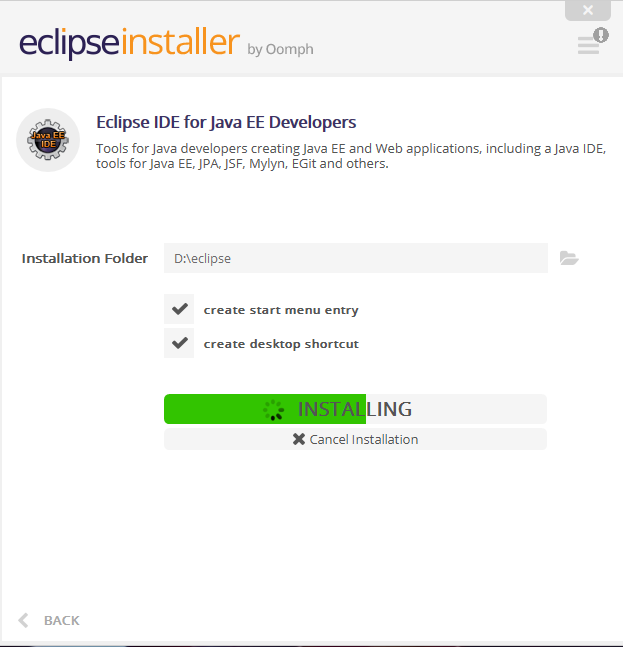 eclipseinstaller by Oomph
Java EE
IDE
Eclipse IDE for Java EE Developers
Tools for Java developers creating Java EE and Web applications, including a Java IDE,
tools for Java EE, JPA, JSF, Mylyn, EGit and others.
Installation Folder D:\eclipse
create start menu entry
create desktop shortcut
INSTALLING
Cancel Installation
BACK